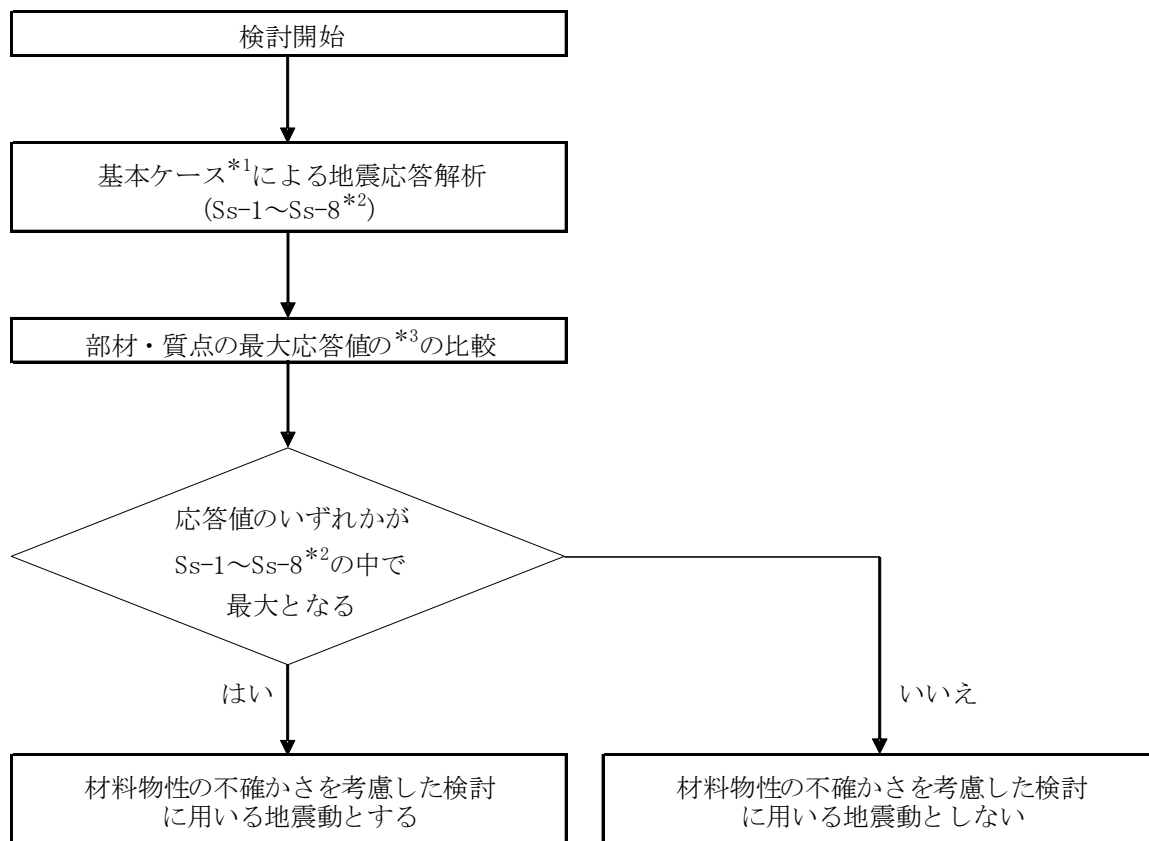 検討開始
基本ケース*1による地震応答解析
(Ss-1～Ss-8*2)
部材・質点の最大応答値の*3の比較
応答値のいずれかが
Ss-1～Ss-8*2の中で
最大となる
はい
いいえ
材料物性の不確かさを考慮した検討
に用いる地震動とする
材料物性の不確かさを考慮した検討
に用いる地震動としない